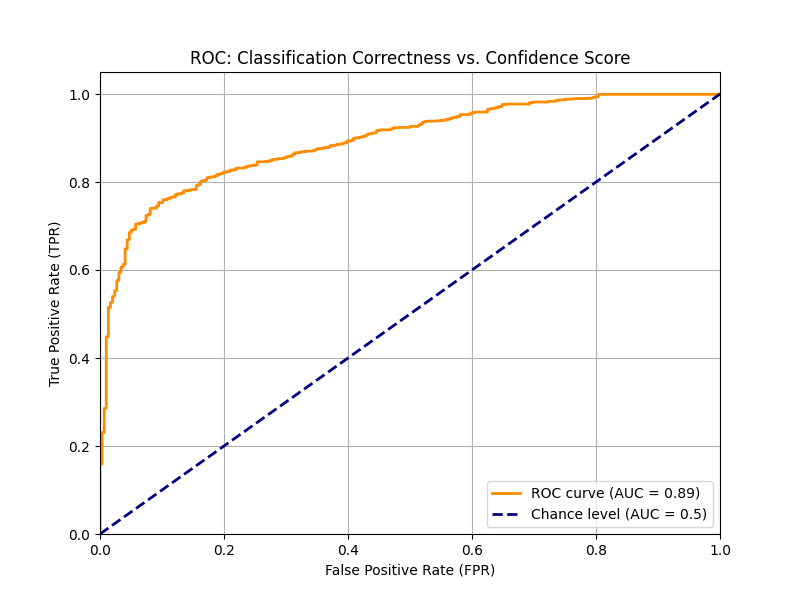 ROC: Classification Correctness vs. Confidence Score
1.0
0.8
0.6
0.4
0.2
0.0
True Positive Rate (TPR)
ROC curve (AUC = 0.89)
Chance level (AUC = 0.5)
0.0 0.2 0.4 0.6 0.8 1.0
False Positive Rate (FPR)